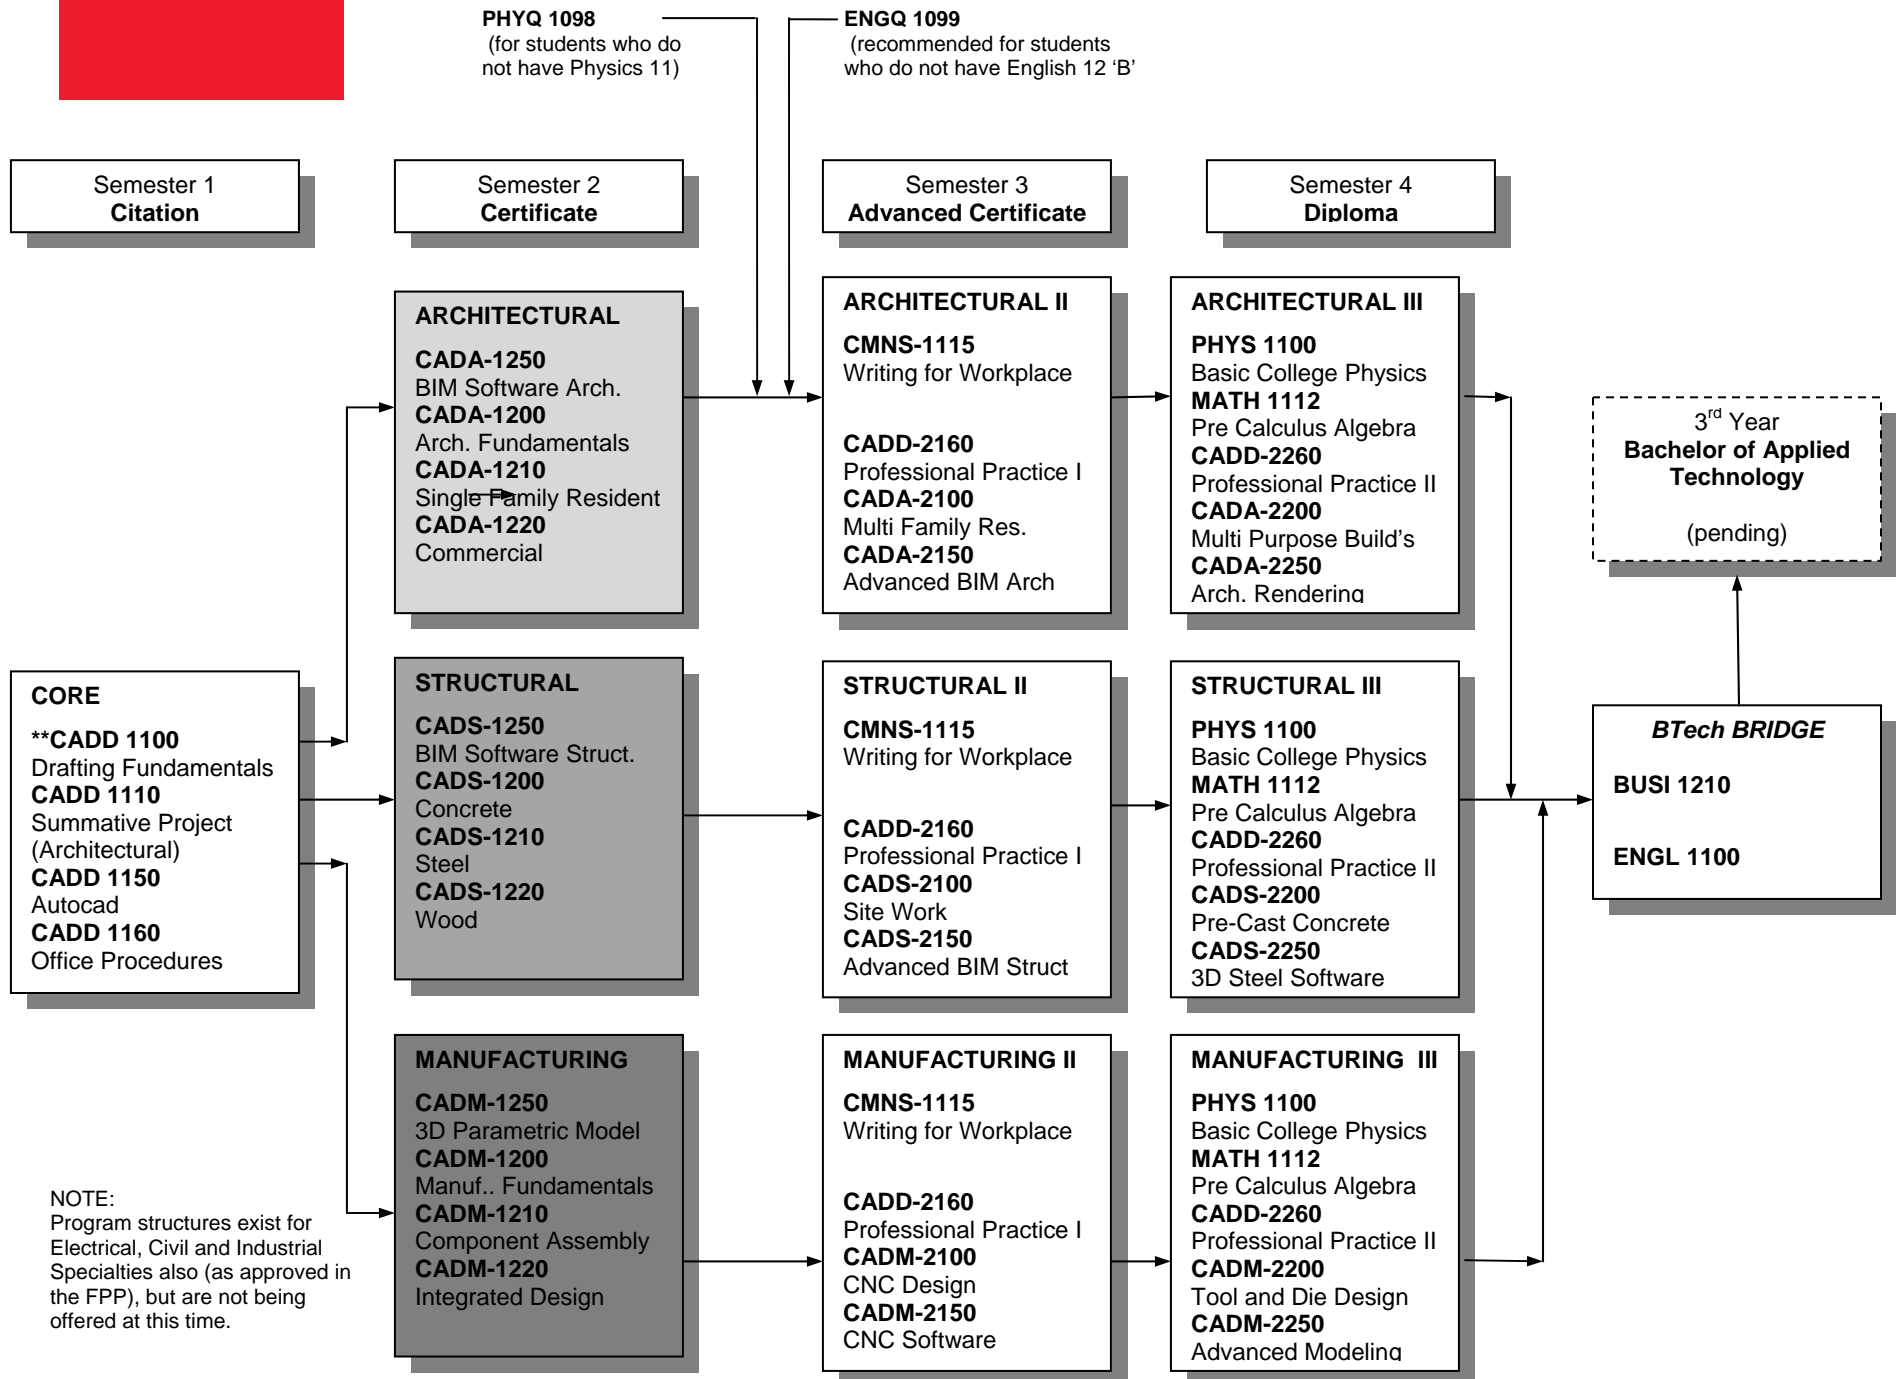 PHYQ 1098
(for students who do
not have Physics 11)
ENGQ 1099
(recommended for students
who do not have English 12 ‘B’
Semester 1
Citation
Semester 2
Certificate
Semester 3
Advanced Certificate
Semester 4
Diploma
CORE
**CADD 1100
Drafting Fundamentals
CADD 1110
Summative Project
(Architectural)
CADD 1150
Autocad
CADD 1160
Office Procedures
ARCHITECTURAL
CADA-1250
BIM Software Arch.
CADA-1200
Arch. Fundamentals
CADA-1210
Single Family Resident
CADA-1220
Commercial
ARCHITECTURAL II
CMNS-1115
Writing for Workplace
CADD-2160
Professional Practice I
CADA-2100
Multi Family Res.
CADA-2150
Advanced BIM Arch
ARCHITECTURAL III
PHYS 1100
Basic College Physics
MATH 1112
Pre Calculus Algebra
CADD-2260
Professional Practice II
CADA-2200
Multi Purpose Build’s
CADA-2250
Arch. Rendering
STRUCTURAL
CADS-1250
BIM Software Struct.
CADS-1200
Concrete
CADS-1210
Steel
CADS-1220
Wood
STRUCTURAL II
CMNS-1115
Writing for Workplace
CADD-2160
Professional Practice I
CADS-2100
Site Work
CADS-2150
Advanced BIM Struct
STRUCTURAL III
PHYS 1100
Basic College Physics
MATH 1112
Pre Calculus Algebra
CADD-2260
Professional Practice II
CADS-2200
Pre-Cast Concrete
CADS-2250
3D Steel Software
MANUFACTURING
CADM-1250
3D Parametric Model
CADM-1200
Manuf.. Fundamentals
CADM-1210
Component Assembly
CADM-1220
Integrated Design
MANUFACTURING II
CMNS-1115
Writing for Workplace
CADD-2160
Professional Practice I
CADM-2100
CNC Design
CADM-2150
CNC Software
MANUFACTURING III
PHYS 1100
Basic College Physics
MATH 1112
Pre Calculus Algebra
CADD-2260
Professional Practice II
CADM-2200
Tool and Die Design
CADM-2250
Advanced Modeling
3rd Year
Bachelor of Applied
Technology
(pending)
BTech BRIDGE
BUSI 1210
ENGL 1100
NOTE:
Program structures exist for
Electrical, Civil and Industrial
Specialties also (as approved in
the FPP), but are not being
offered at this time.